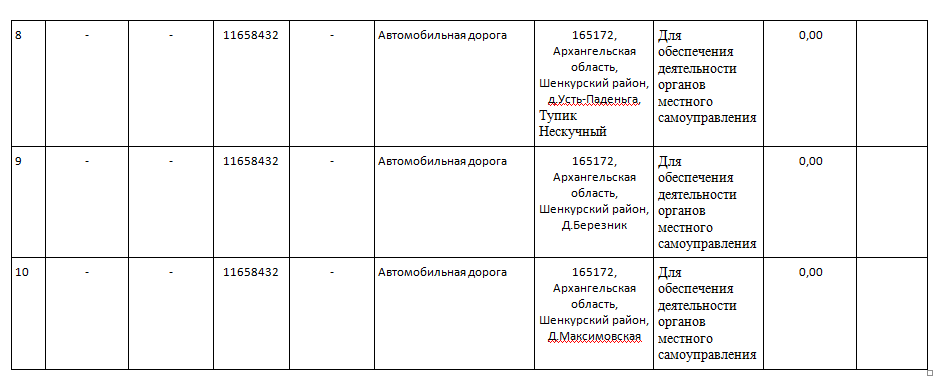 8 - - 11658432 - Автомобильная дорога 165172, Для 0,00
Архангельская обеспечения
область, деятельности
Шенкурский район, органов
д.Усть-Паденьга, местного
Тупик самоуправления
Нескучный
9 - - 11658432 - Автомобильная дорога 165172, Для 0,00
Архангельская обеспечения
область, деятельности
Шенкурский район, органов
Д.Березник местного
самоуправления
10 - - 11658432 - Автомобильная дорога 165172, Для 0,00
Архангельская обеспечения
область, деятельности
Шенкурский район, органов
Д.Максимовская местного
самоуправления